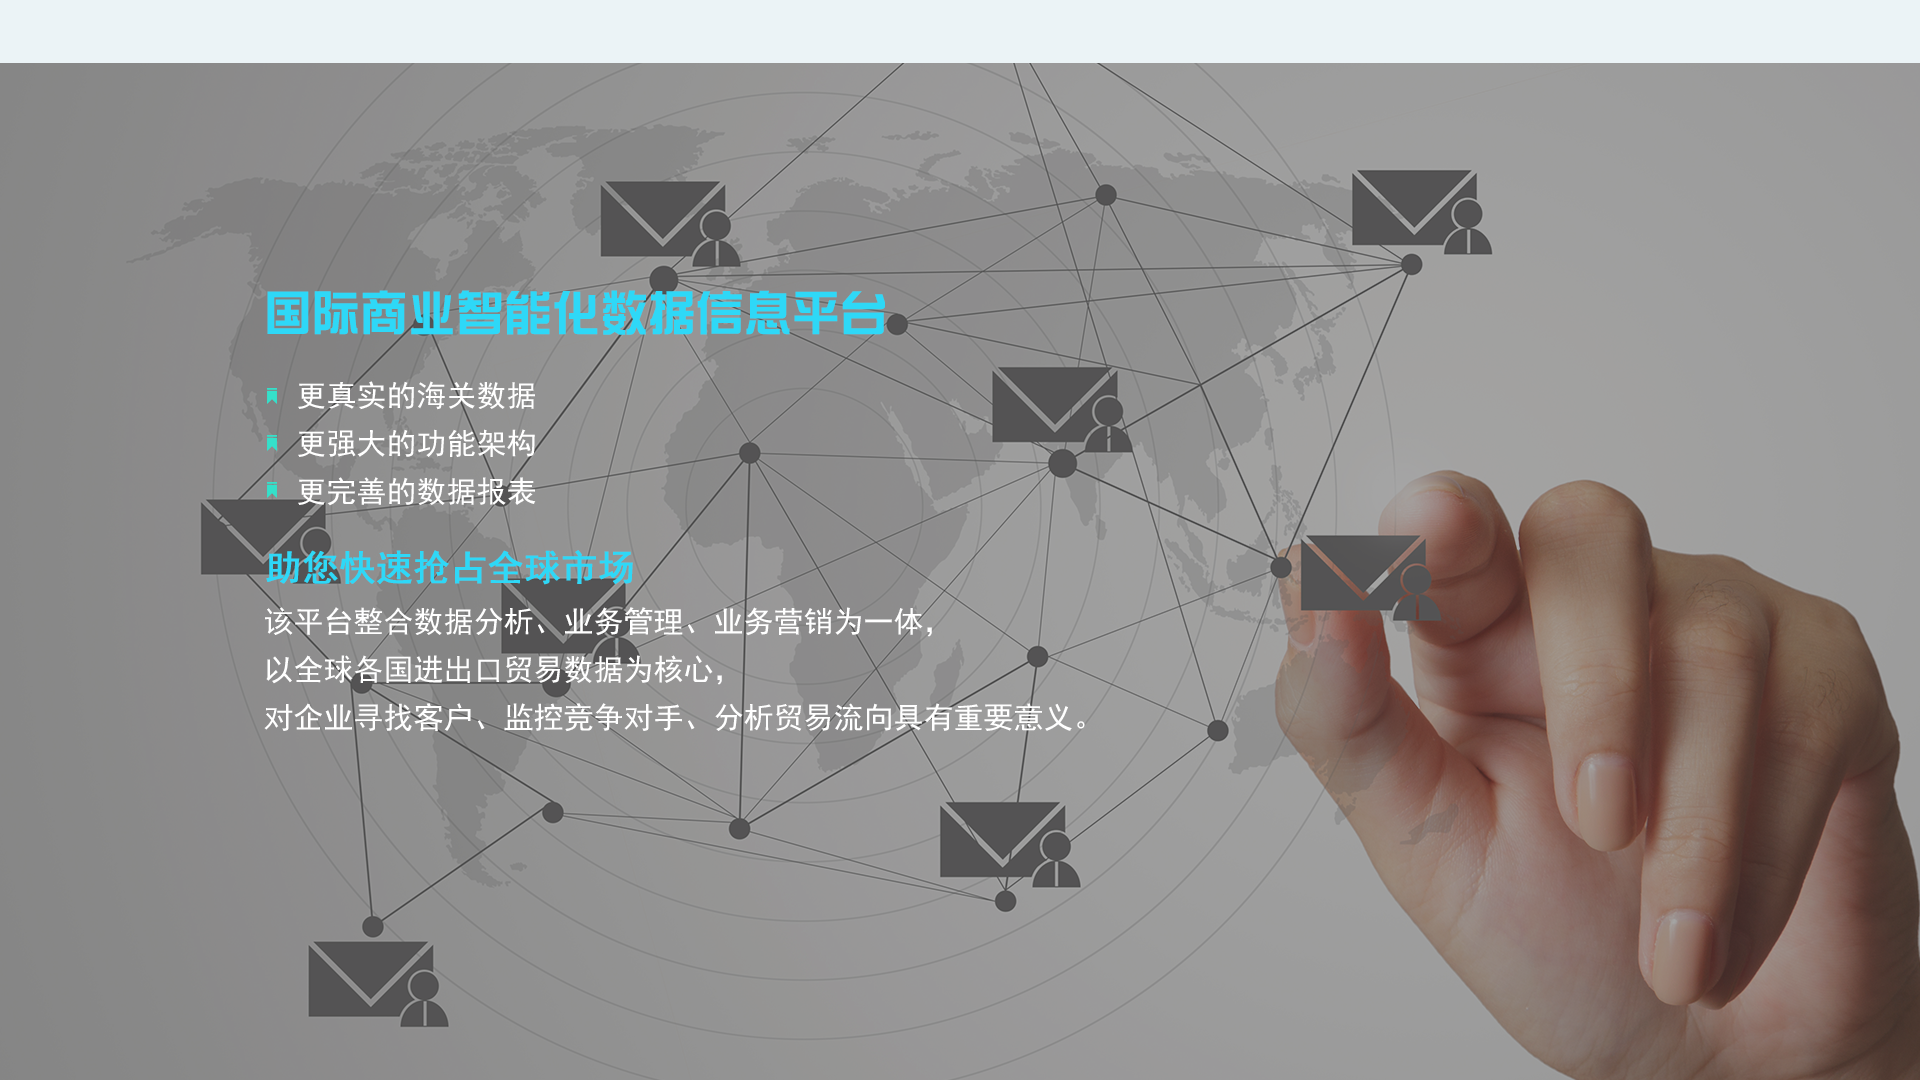 国际商业智能化数据信息平台
更真实的海关数据
更强大的功能架构
更完善的数据报表
助您快速抢占全球市场
该平台整合数据分析、业务管理、业务营销为一体，
以全球各国进出口贸易数据为核心，
对企业寻找客户、监控竞争对手、分析贸易流向具有重要意义。